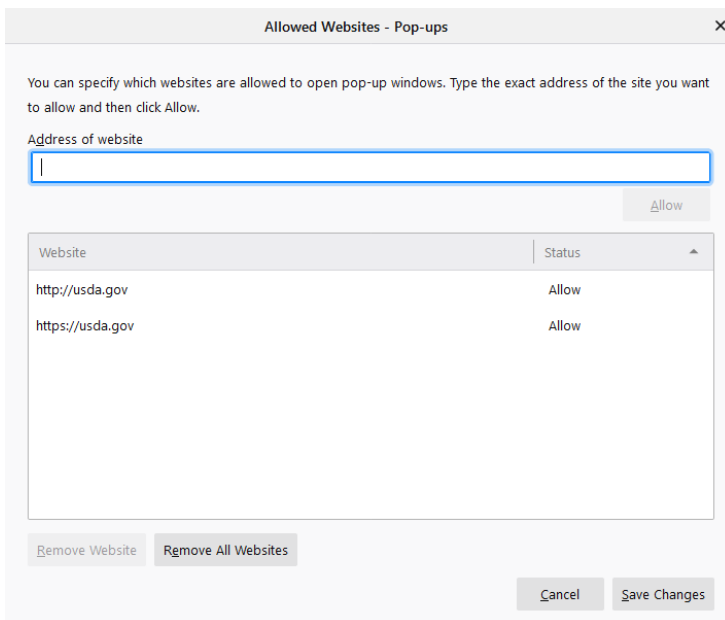 Allowed Websites - Pop-ups
You can specify which websites are allowed to open pop-up windows. Type the exact address of the site you want
to allow and then click Allow.
Address of website
Allow
Website Status
http://usda.gov Allow
https://usda.gov Allow
Remove Website Remove All Websites
Cancel Save Changes